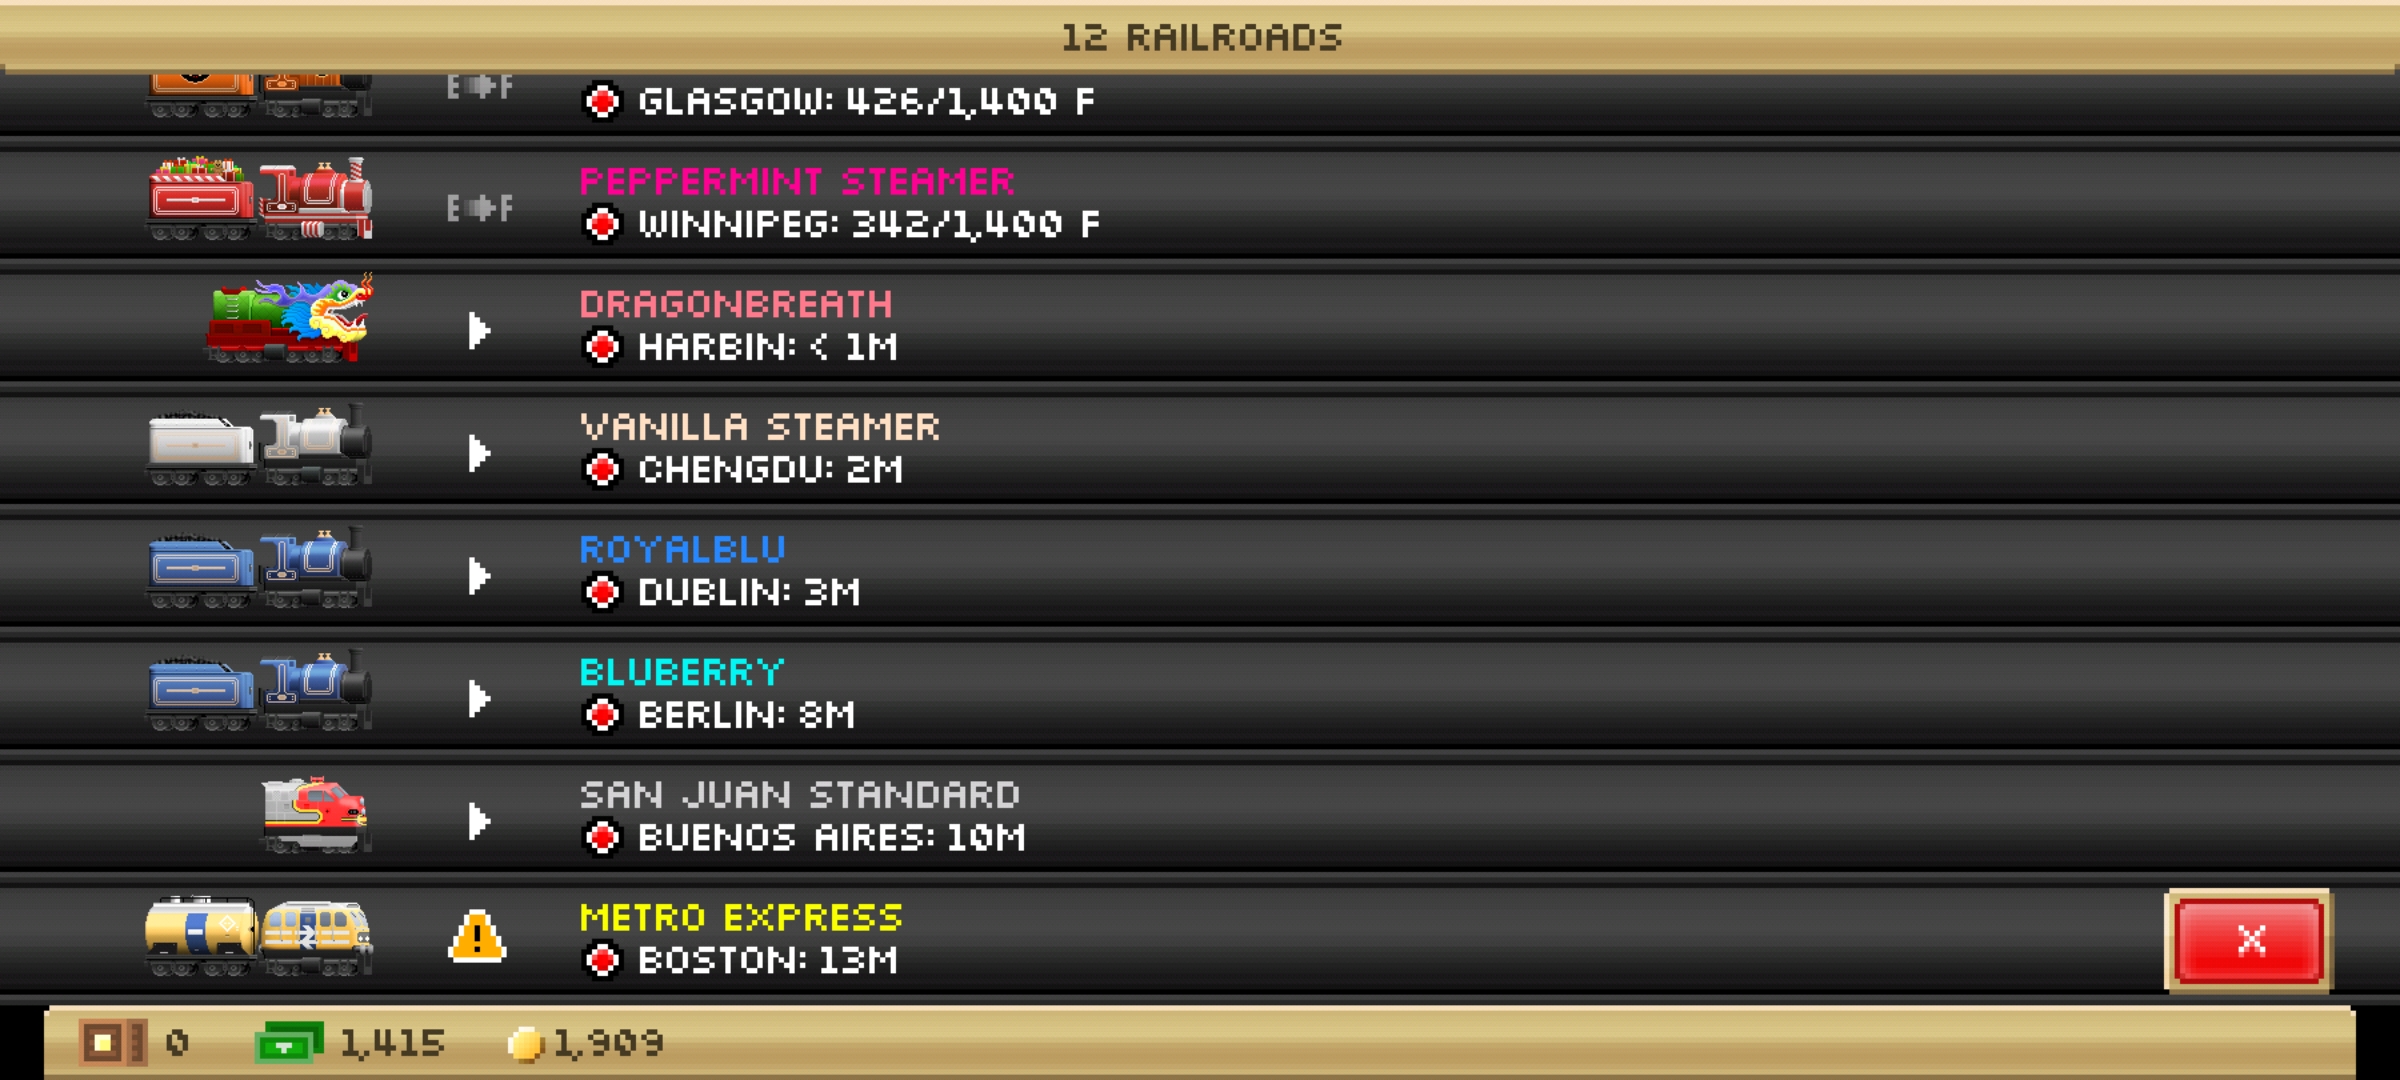 12 RAILROADS
E F
GLASGOW: 426/1,400 F
PEPPERMINT STEAMER
E F
WINNIPEG: 342/1,400 F
DRAGONBREATH
HARBIN: < 1M
VANILLA STEAMER
CHENGDU: 2M
ROYALBLU
DUBLIN: 3M
BLUBERRY
BERLIN: 8M
SAN JUAN STANDARD
BUENOS AIRES: 10M
METRO EXPRESS
!
BOSTON: 13M
X
0 1,415 1,909